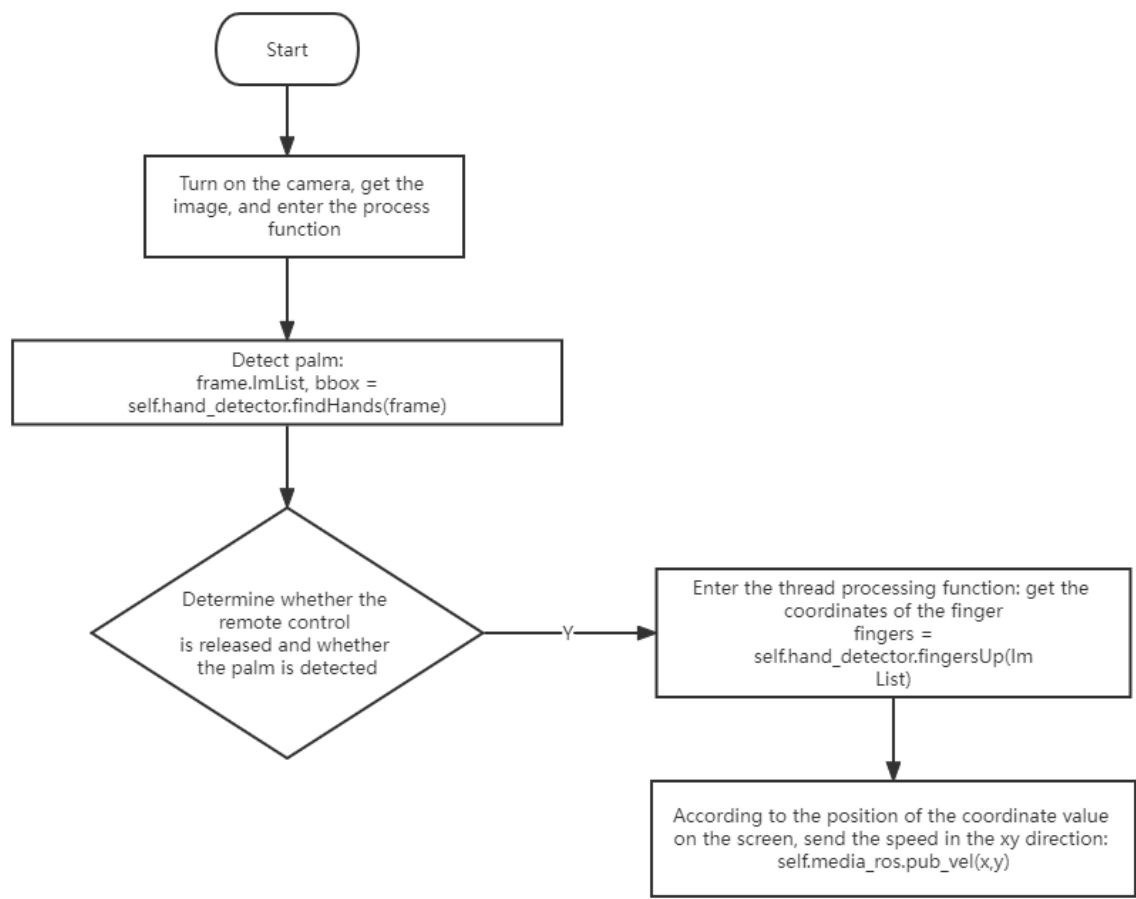 Start
Turn on the camera, get the
image, and enter the process
function
Detect palm:
frame.lmList, bbox =
self.hand_detector.findHands(frame)
Determine whether the
remote control
is released and whether
the palm is detected
Y
Enter the thread processing function: get the
coordinates of the finger
fingers =
self.hand_detector.fingersUp(lm
List)
According to the position of the coordinate value
on the screen, send the speed in the xy direction:
self.media_ros.pub_vel(x,y)